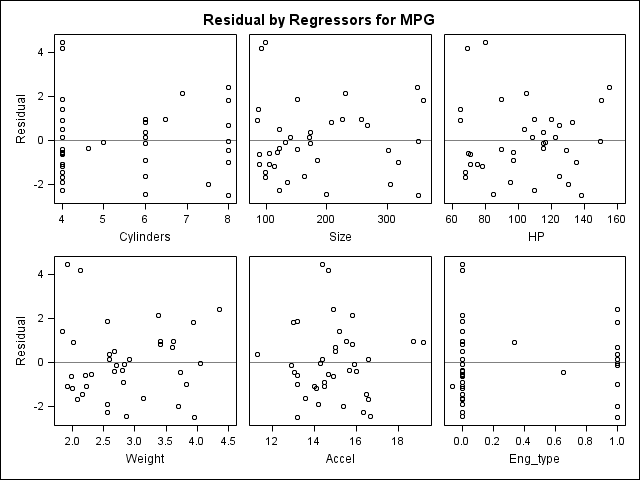 Residual by Regressors for MPG
4
2
0
-2
Residual
4 5 6 7 8
Cylinders
100 200 300
Size
60 80 100 120 140 160
HP
4
2
0
-2
Residual
2.0 2.5 3.0 3.5 4.0 4.5
Weight
12 14 16 18
Accel
0.0 0.2 0.4 0.6 0.8 1.0
Eng_type